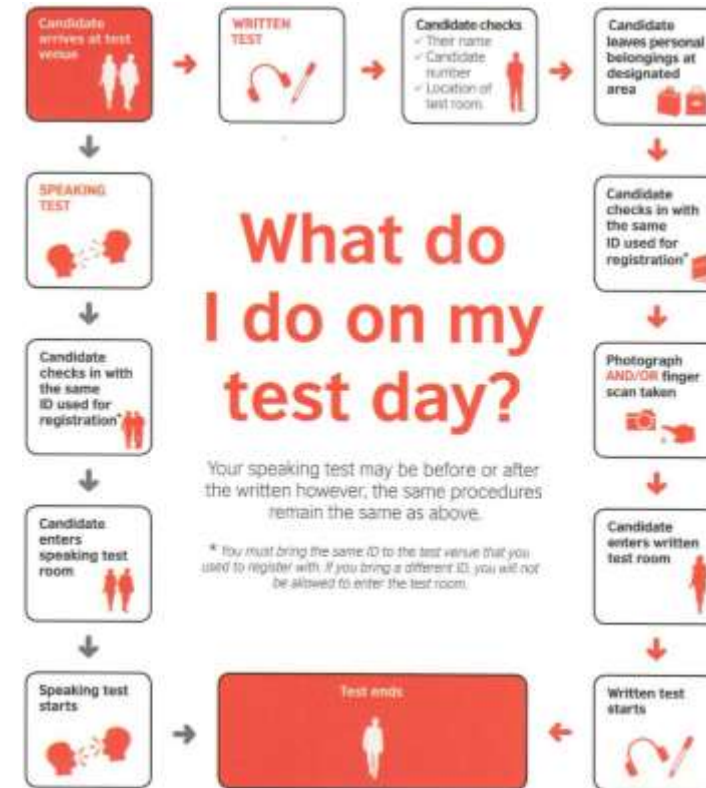 Candidate
arrives at test
venue
WRITTEN
TEST
Candidate checks
✓ Their name
✓ Candidate
number
✓ Location of
test room
Candidate
leaves personal
belongings at
designated
area
SPEAKING
TEST
Candidate
checks in with
the same
ID used for
registration*
What do
I do on my
test day?
Candidate
checks in with
the same
ID used for
registration*
Photograph
AND/OR finger
scan taken
Your speaking test may be before or after
the written however, the same procedures
remain the same as above.
* You must bring the same ID to the test venue that you
used to register with. If you bring a different ID, you will not
be allowed to enter the test room.
Candidate
enters
speaking test
room
Candidate
enters written
test room
Speaking test
starts
Test ends
Written test
starts